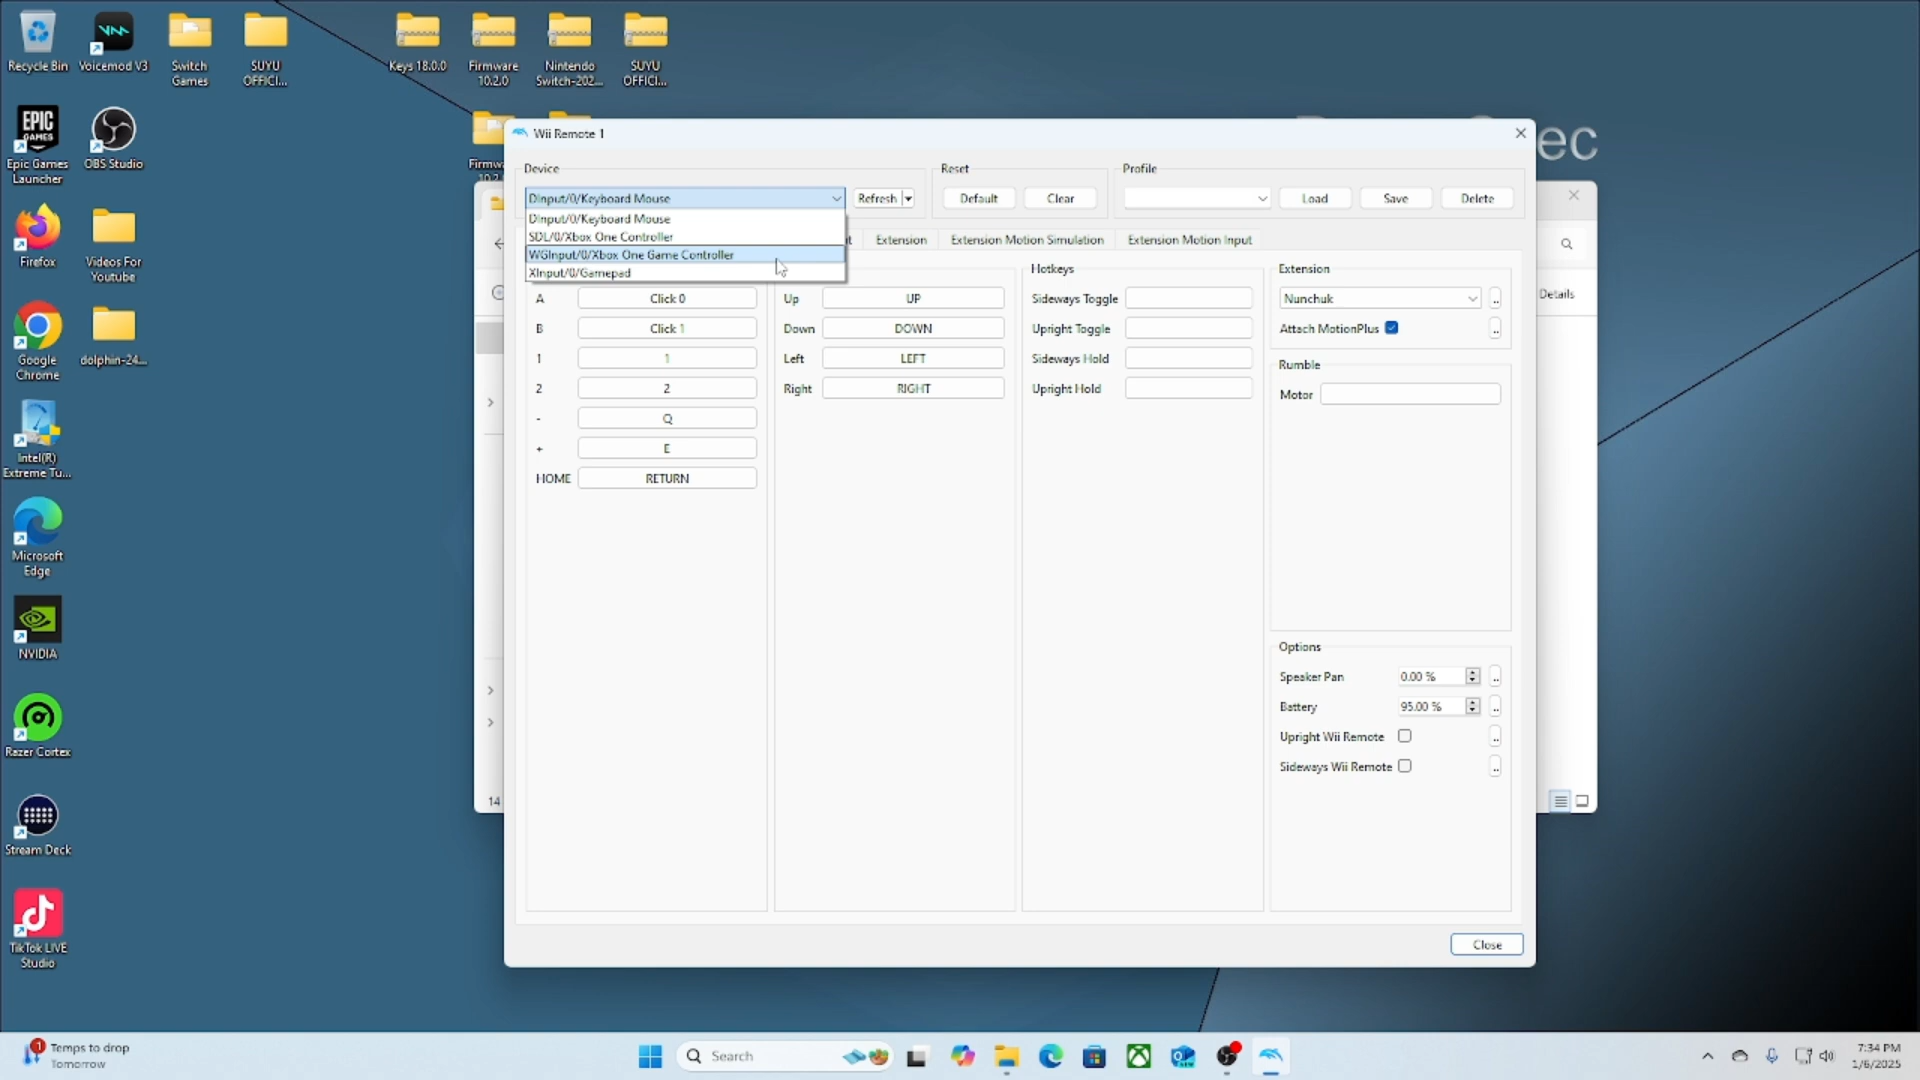 Recycle Bin
Voicemod V3
Switch
Games
SUYU
OFFICI...
Keys 18.0.0
Firmware
10.2.0
Nintendo
Switch-202...
SUYU
OFFICI...
Epic Games
Launcher
OBS Studio
Firefox
Videos For
Youtube
Google
Chrome
dolphin-24...
Intel(R)
Extreme Tu...
Microsoft
Edge
NVIDIA
Razer Cortex
Stream Deck
TikTok LIVE
Studio
EPIC
GAMES
ec
Details
14
Wii Remote 1
Device
Reset
Profile
DInput/0/Keyboard Mouse
Refresh
Default
Clear
Load
Save
Delete
DInput/0/Keyboard Mouse
SDL/0/Xbox One Controller
WGInput/0/Xbox One Game Controller
XInput/0/Gamepad
Extension
Extension Motion Simulation
Extension Motion Input
A Click 0
B Click 1
1 1
2 2
- Q
+ E
HOME RETURN
Up UP
Down DOWN
Left LEFT
Right RIGHT
Hotkeys
Sideways Toggle
Upright Toggle
Sideways Hold
Upright Hold
Extension
Nunchuk ..
Attach MotionPlus ..
Rumble
Motor
Options
Speaker Pan 0.00 % ..
Battery 95.00 % ..
Upright Wii Remote ..
Sideways Wii Remote ..
Close
1
Temps to drop
Tomorrow
Search
7:34 PM
1/6/2025